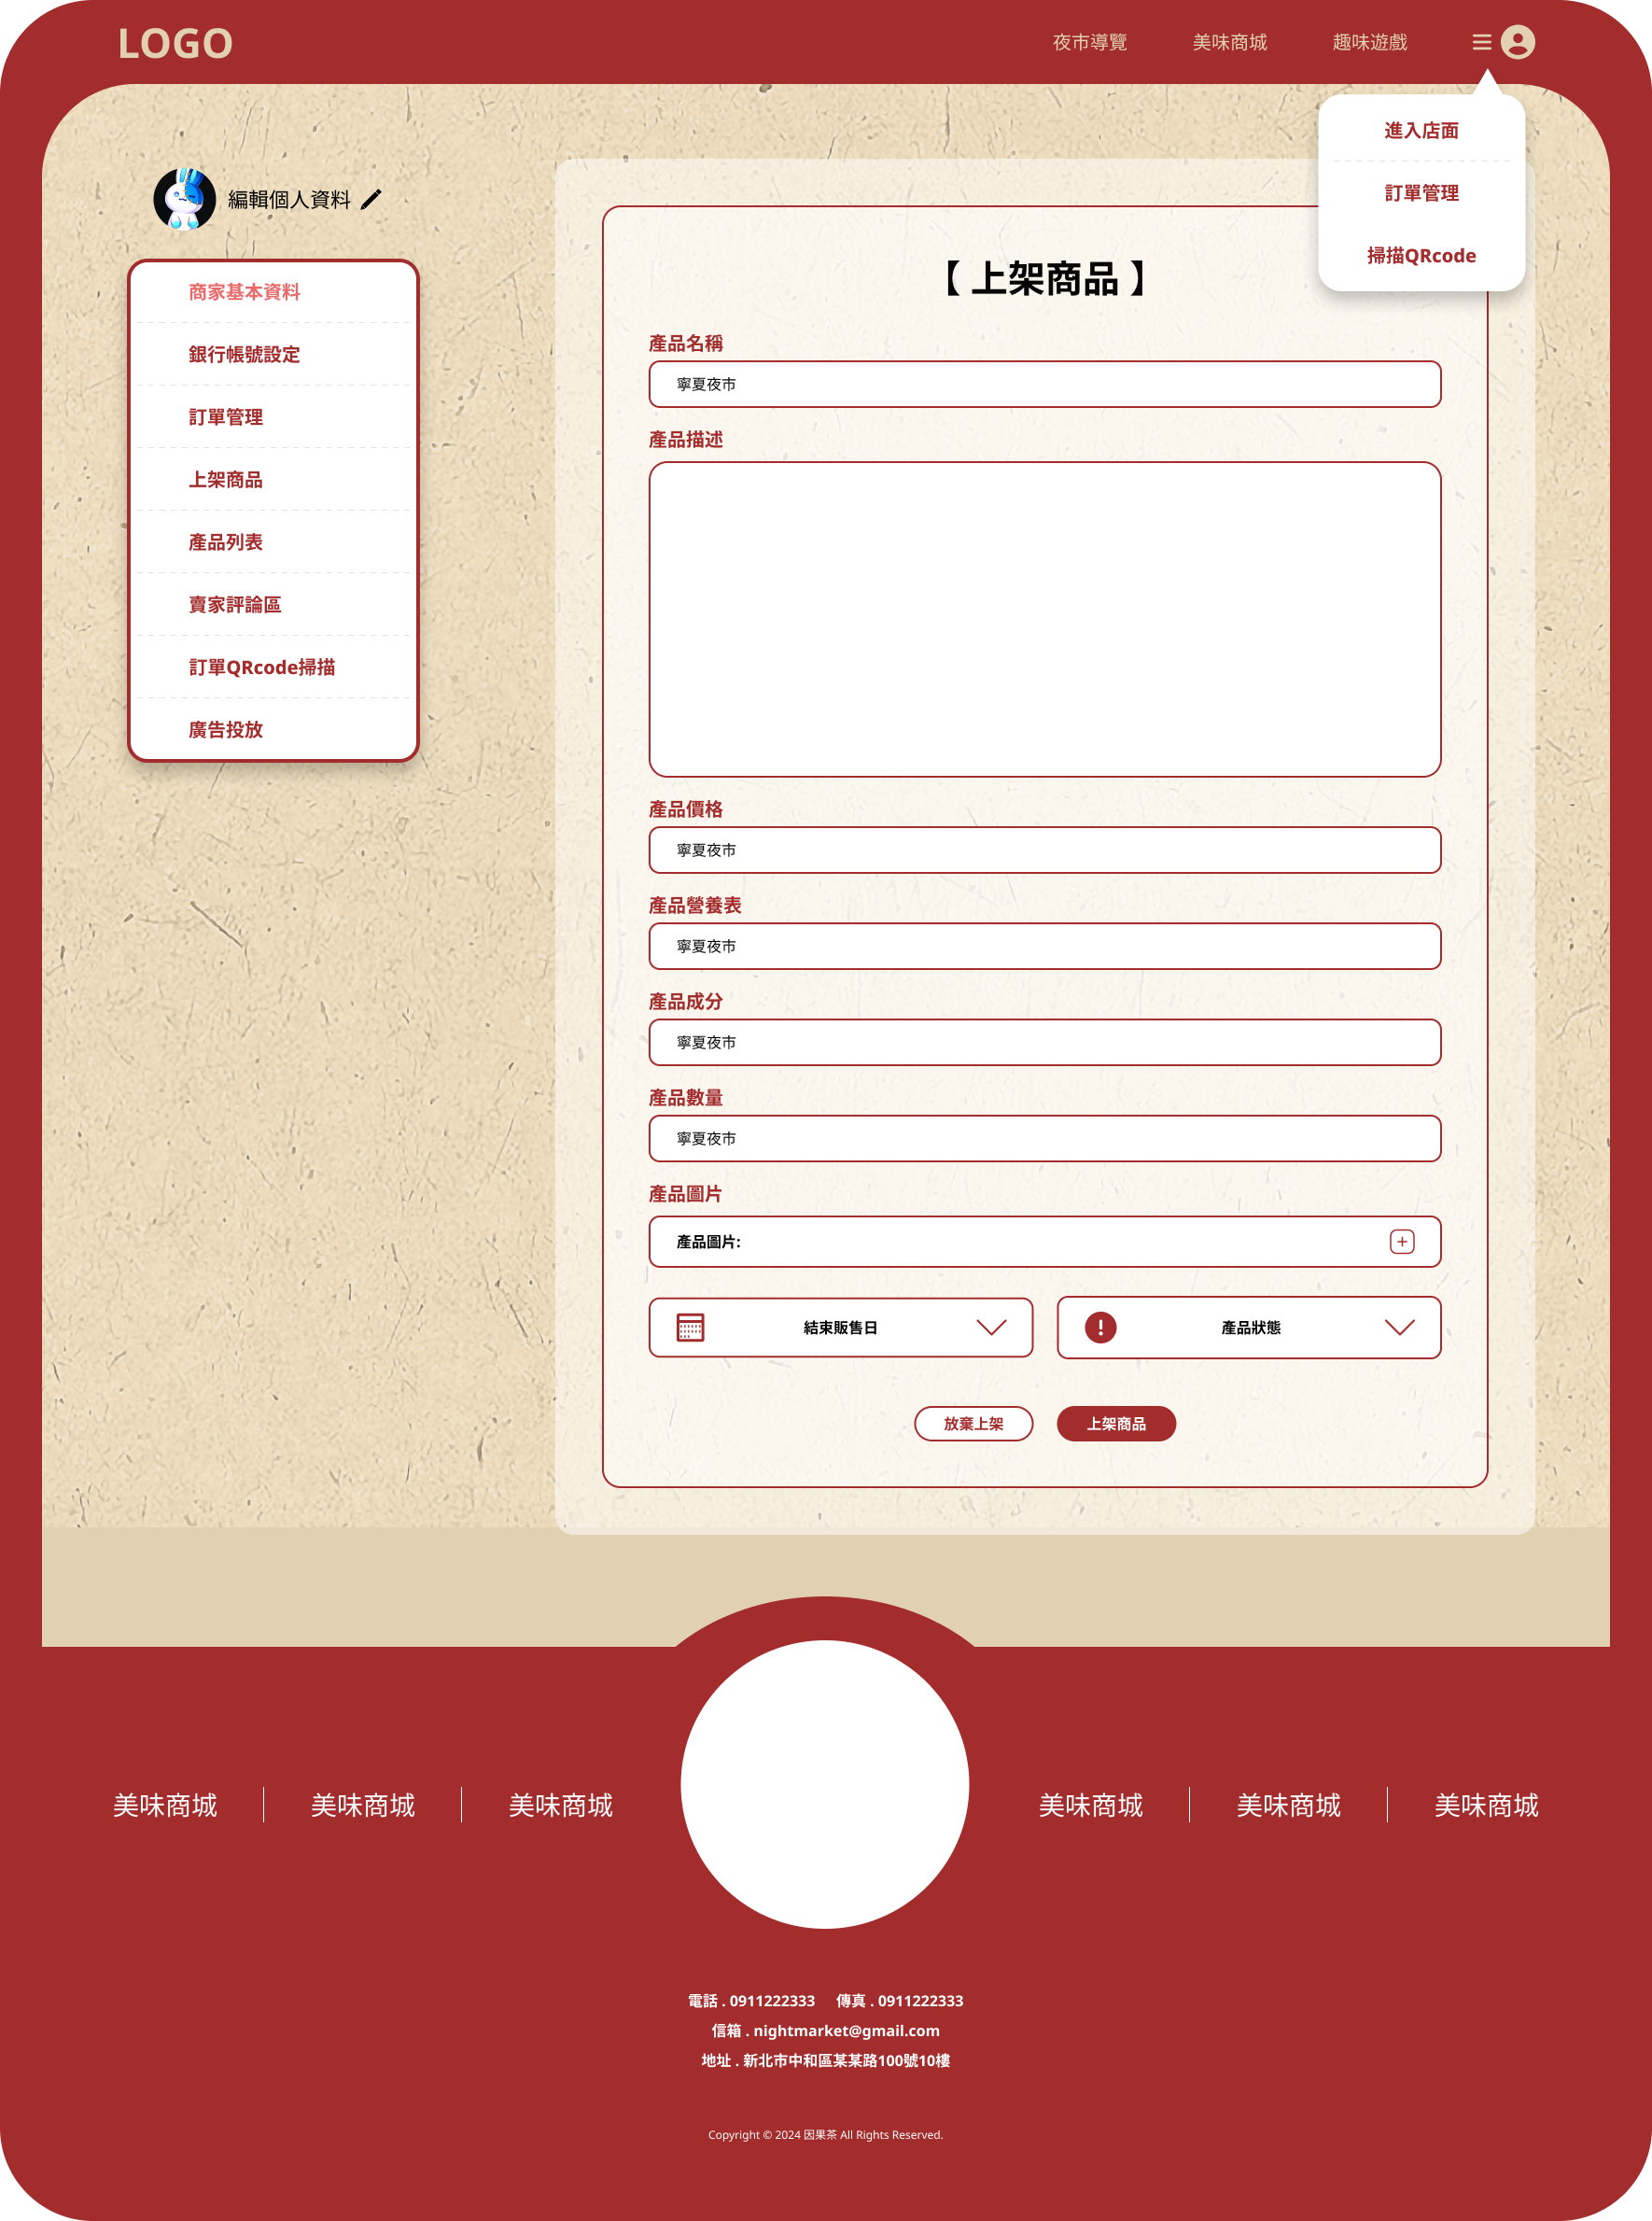 LOGO
夜市導覽
美味商城
趣味遊戲
進入店面
訂單管理
掃描QRcode
編輯個人資料
商家基本資料
銀行帳號設定
訂單管理
上架商品
產品列表
賣家評論區
訂單QRcode掃描
廣告投放
【 上架商品 】
產品名稱
寧夏夜市
產品描述
產品價格
寧夏夜市
產品營養表
寧夏夜市
產品成分
寧夏夜市
產品數量
寧夏夜市
產品圖片
產品圖片:
結束販售日
產品狀態
放棄上架
上架商品
美味商城
美味商城
美味商城
美味商城
美味商城
美味商城
電話 . 0911222333 傳真 . 0911222333
信箱 . nightmarket@gmail.com
地址 . 新北市中和區某某路100號10樓
Copyright © 2024 因果茶 All Rights Reserved.